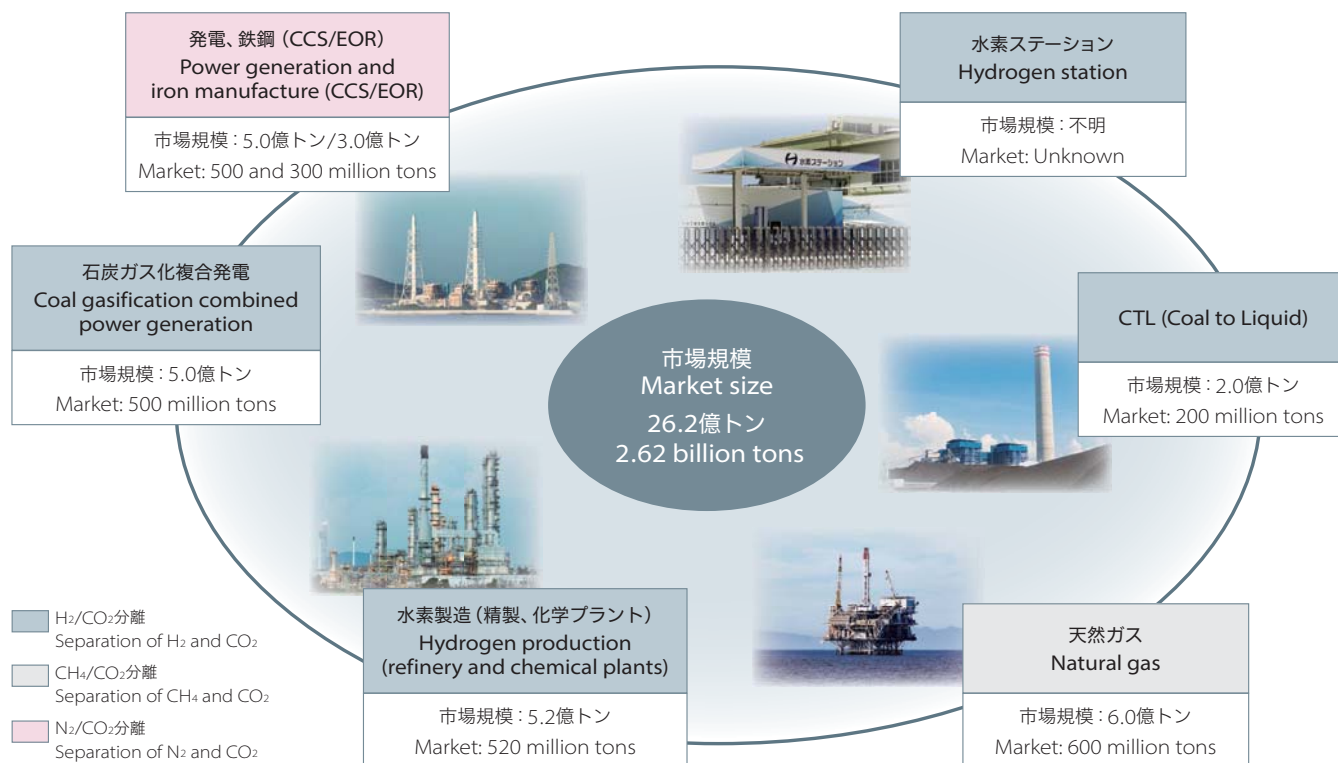 発電、鉄鋼（CCS/EOR）
Power generation and
iron manufacture (CCS/EOR)
市場規模：5.0億トン/3.0億トン
Market: 500 and 300 million tons
水素ステーション
Hydrogen station
市場規模：不明
Market: Unknown
水素ステーション
石炭ガス化複合発電
Coal gasification combined
power generation
市場規模：5.0億トン
Market: 500 million tons
市場規模
Market size
26.2億トン
2.62 billion tons
CTL (Coal to Liquid)
市場規模：2.0億トン
Market: 200 million tons
水素製造（精製、化学プラント）
Hydrogen production
(refinery and chemical plants)
市場規模：5.2億トン
Market: 520 million tons
天然ガス
Natural gas
市場規模：6.0億トン
Market: 600 million tons
H₂/CO₂分離
Separation of H₂ and CO₂
CH₄/CO₂分離
Separation of CH₄ and CO₂
N₂/CO₂分離
Separation of N₂ and CO₂